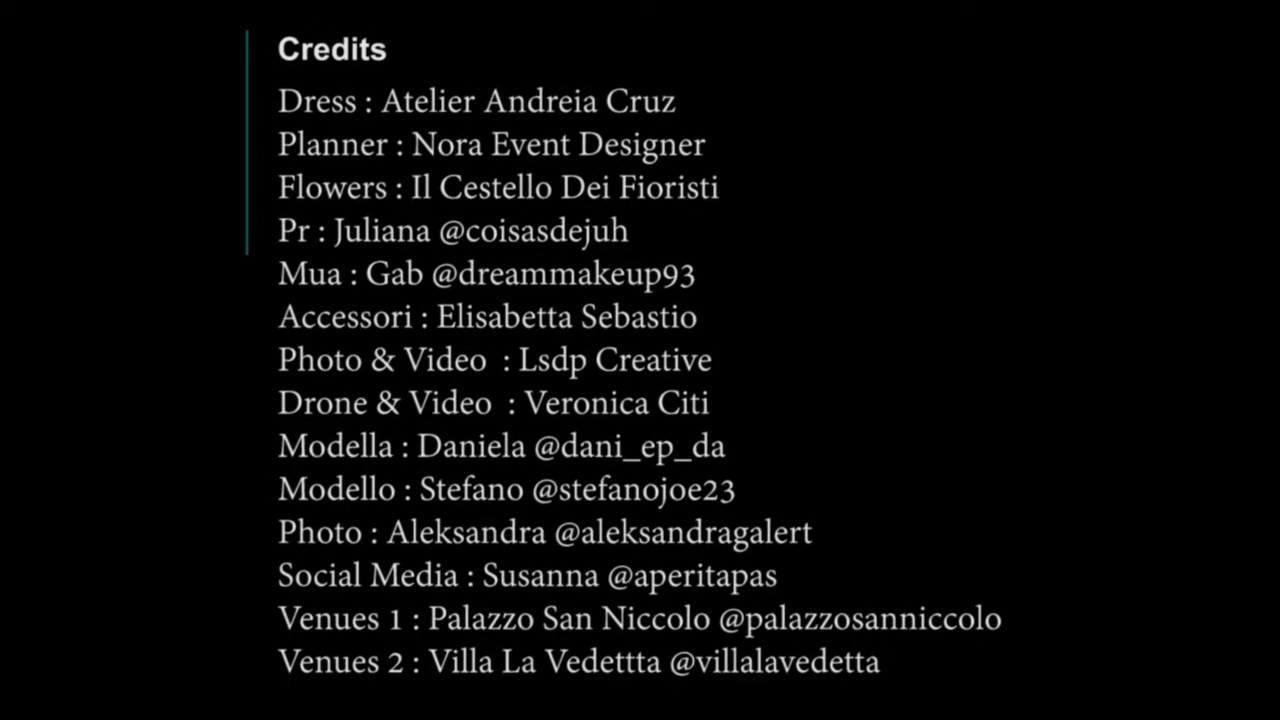 Credits
Dress : Atelier Andreia Cruz
Planner : Nora Event Designer
Flowers : Il Cestello Dei Fioristi
Pr : Juliana @coisasdejuh
Mua : Gab @dreammakeup93
Accessori : Elisabetta Sebastio
Photo & Video  : Lsdp Creative
Drone & Video  : Veronica Citi
Modella : Daniela @dani_ep_da
Modello : Stefano @stefanojoe23
Photo : Aleksandra @aleksandragalert
Social Media : Susanna @aperitapas
Venues 1 : Palazzo San Niccolo @palazzosanniccolo
Venues 2 : Villa La Vedettta @villalavedetta